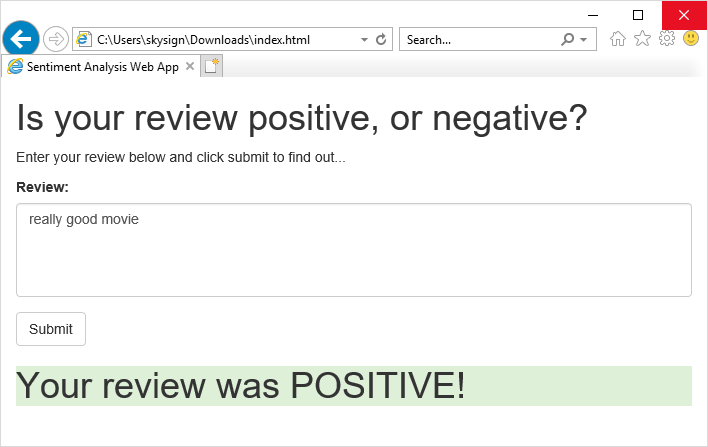 C:\Users\skysign\Downloads\index.html
Search...
Sentiment Analysis Web App
Is your review positive, or negative?
Enter your review below and click submit to find out...
Review:
really good movie
Submit
Your review was POSITIVE!